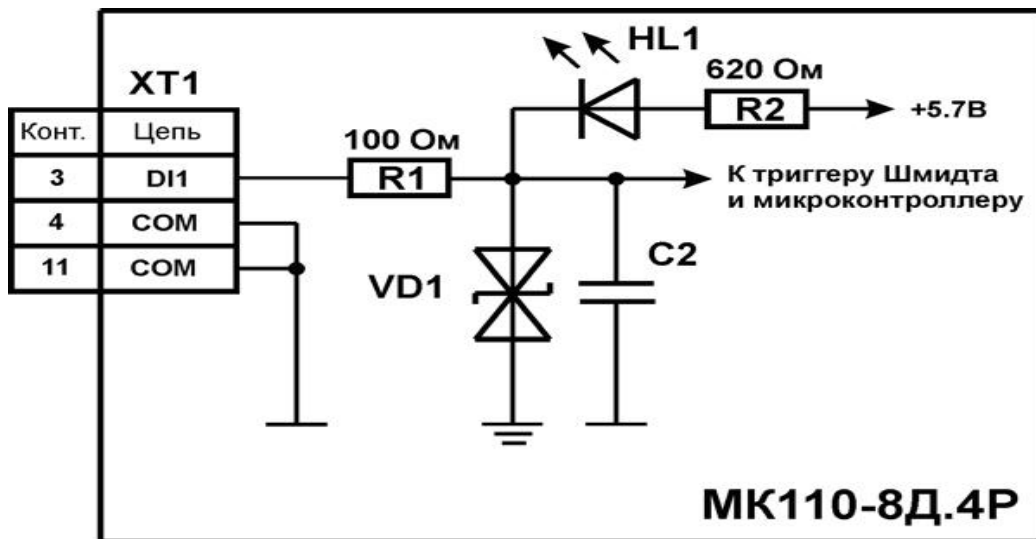 HL1
620 Ом
XT1
R2
+5.7В
Конт. Цепь
100 Ом
3 DI1
R1
К триггеру Шмидта
и микроконтроллеру
4 COM
11 COM
VD1
C2
МК110-8Д.4Р